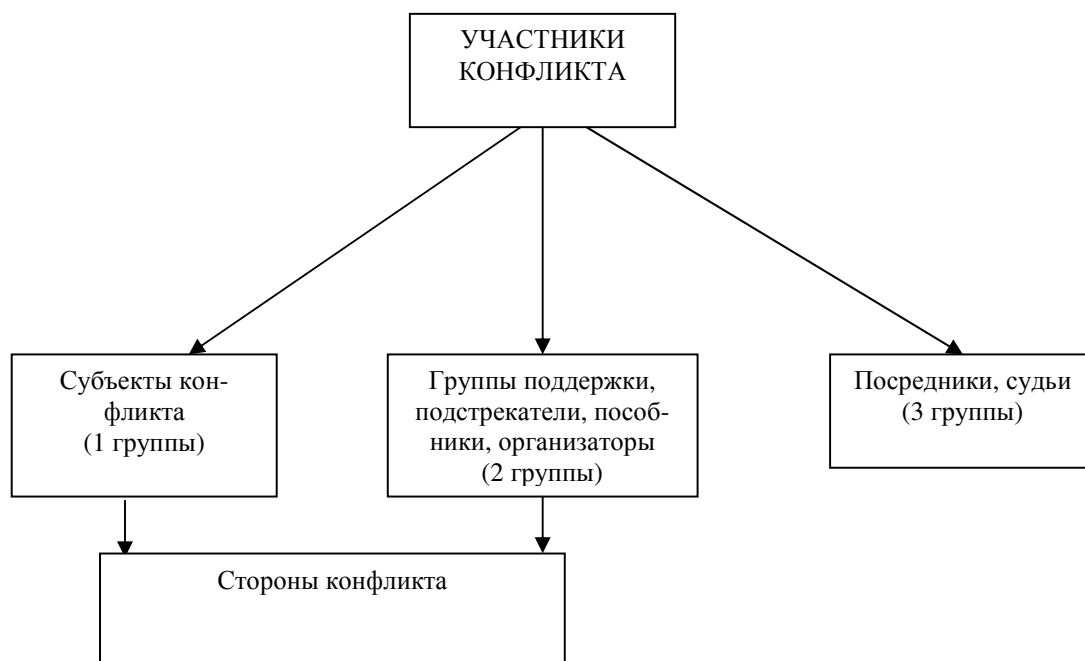 УЧАСТНИКИ
КОНФЛИКТА
Субъекты кон-
фликта
(1 группы)
Группы поддержки,
подстрекатели, пособ-
ники, организаторы
(2 группы)
Посредники, судьи
(3 группы)
Стороны конфликта